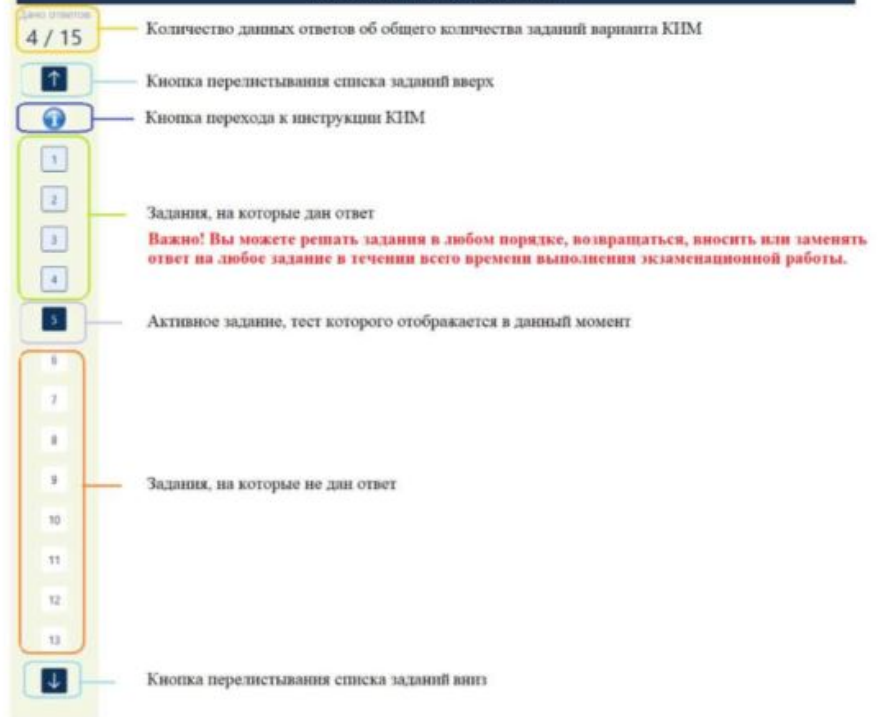 Дано ответов
4 / 15
Количество данных ответов об общего количества заданий варианта КИМ
Кнопка перелистывания списка заданий вверх
Кнопка перехода к инструкции КИМ
1
2
Задания, на которые дан ответ
3
Важно! Вы можете решать задания в любом порядке, возвращаться, вносить или заменять
ответ на любое задание в течении всего времени выполнения экзаменационной работы.
4
5
Активное задание, тест которого отображается в данный момент
6
7
8
9
Задания, на которые не дан ответ
10
11
12
13
Кнопка перелистывания списка заданий вниз